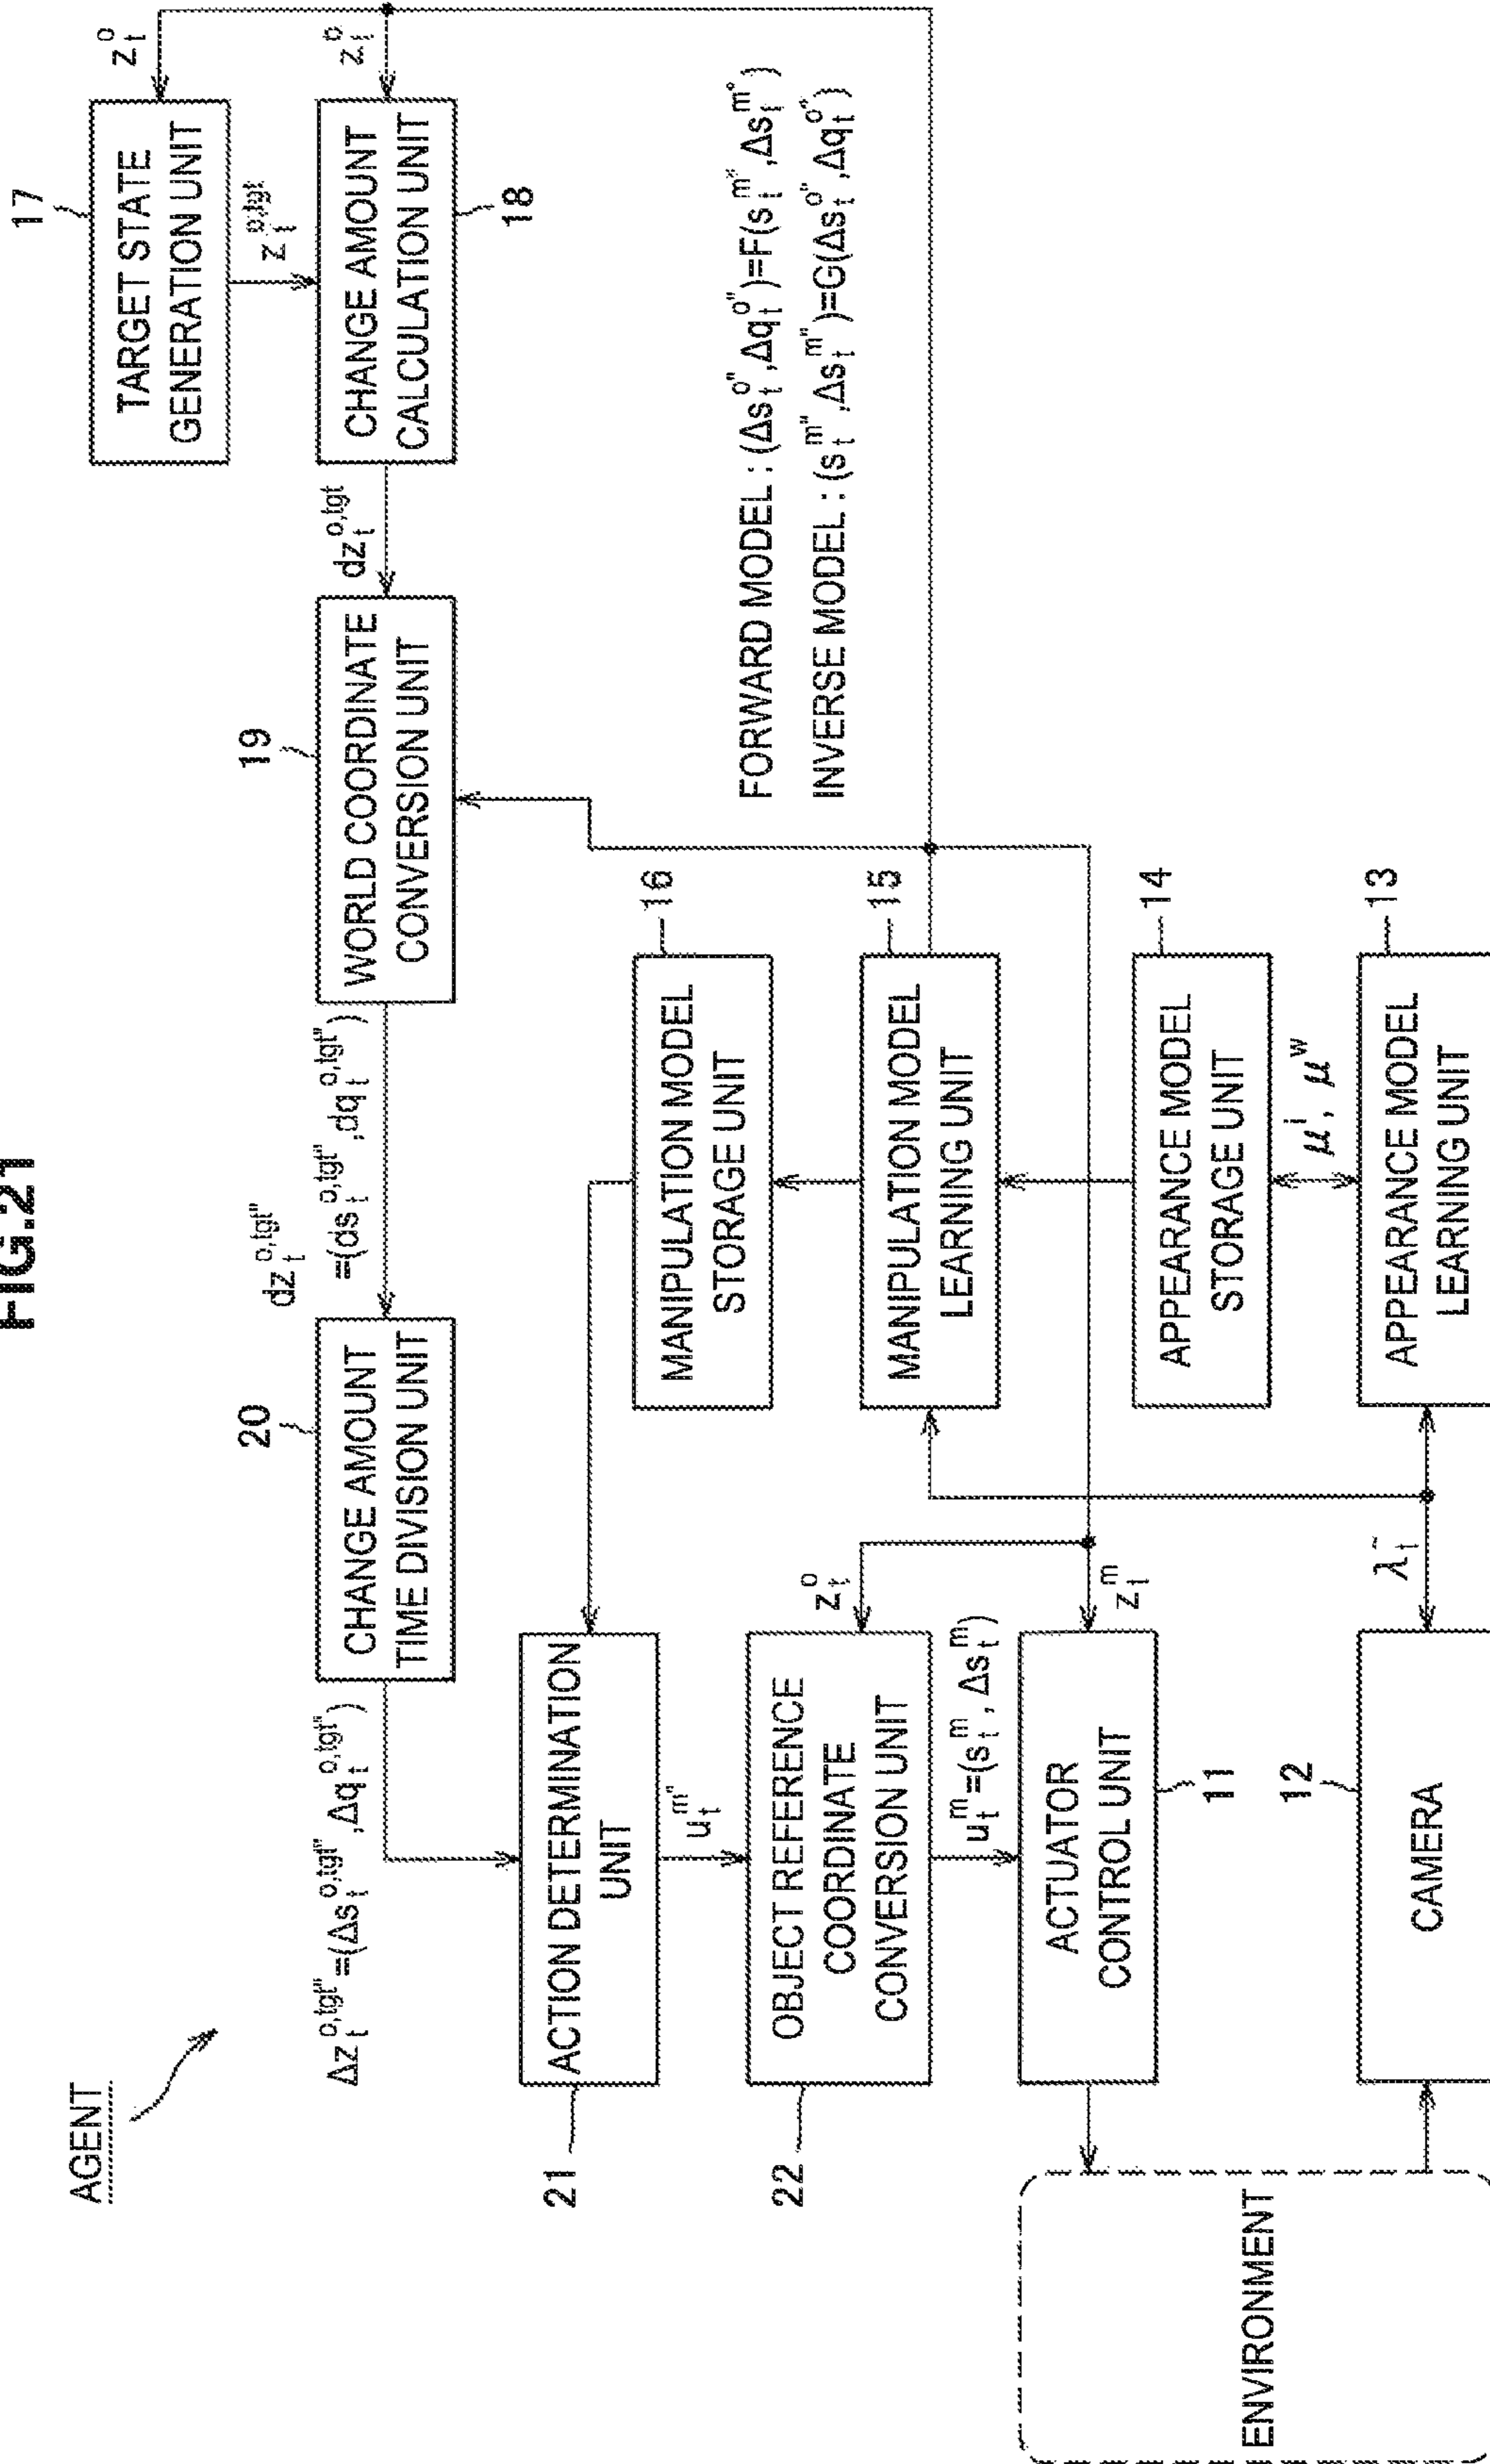 FIG.21
AGENT
17
TARGET STATE
GENERATION UNIT
z_t^o
z_t^{o,tgt}
CHANGE AMOUNT
CALCULATION UNIT
18
z_t^o
dz_t^{o,tgt}
19
WORLD COORDINATE
CONVERSION UNIT
dz_t^{o,tgt"}
=(ds_t^{o,tgt"},dq_t^{o,tgt"})
20
CHANGE AMOUNT
TIME DIVISION UNIT
Δz_t^{o,tgt"}=(Δs_t^{o,tgt"},Δq_t^{o,tgt"})
21
ACTION DETERMINATION
UNIT
u_t^{m"}
22
OBJECT REFERENCE
COORDINATE
CONVERSION UNIT
z_t^o
u_t^m=(s_t^m,Δs_t^m)
ACTUATOR
CONTROL UNIT
11
z_t^m
16
MANIPULATION MODEL
STORAGE UNIT
15
MANIPULATION MODEL
LEARNING UNIT
14
APPEARANCE MODEL
STORAGE UNIT
μ^i, μ^w
13
APPEARANCE MODEL
LEARNING UNIT
FORWARD MODEL : (Δs_t^{o"},Δq_t^{o"})=F(s_t^{m"},Δs_t^{m"})
INVERSE MODEL : (s_t^{m"},Δs_t^{m"})=G(Δs_t^{o"},Δq_t^{o"})
12
CAMERA
λ_t^~
ENVIRONMENT